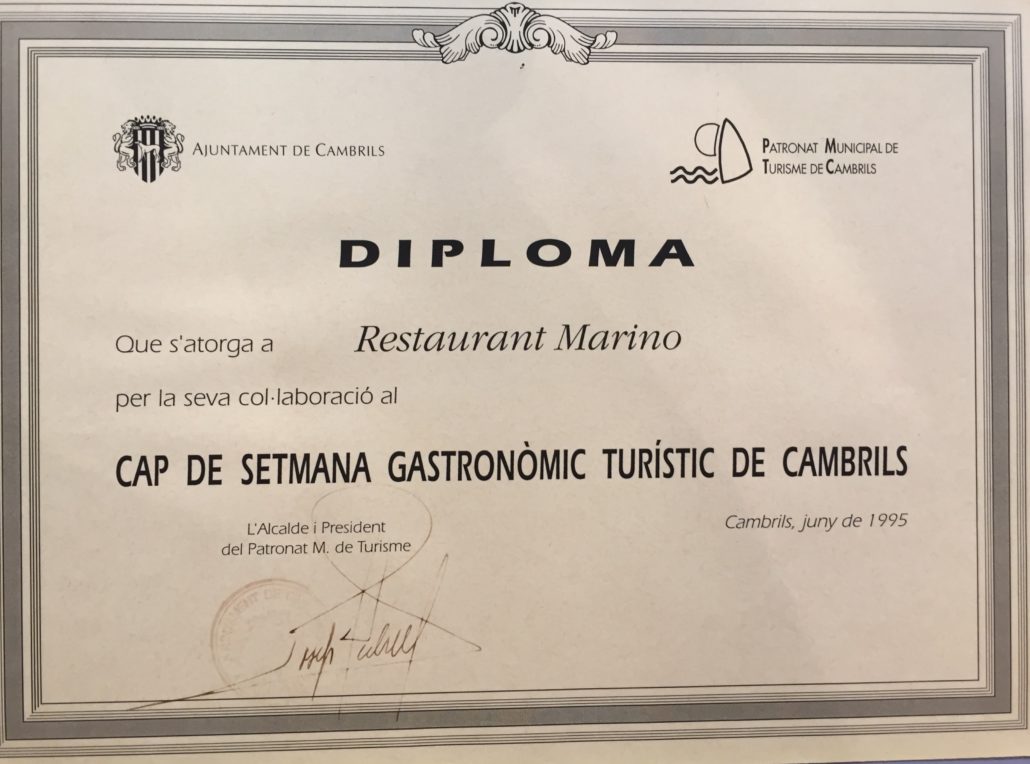 AJUNTAMENT DE CAMBRILS
PATRONAT MUNICIPAL DE
TURISME DE CAMBRILS
DIPLOMA
Que s'atorga a Restaurant Marino
per la seva col·laboració al
CAP DE SETMANA GASTRONÒMIC TURÍSTIC DE CAMBRILS
Cambrils, juny de 1995
L'Alcalde i President
del Patronat M. de Turisme